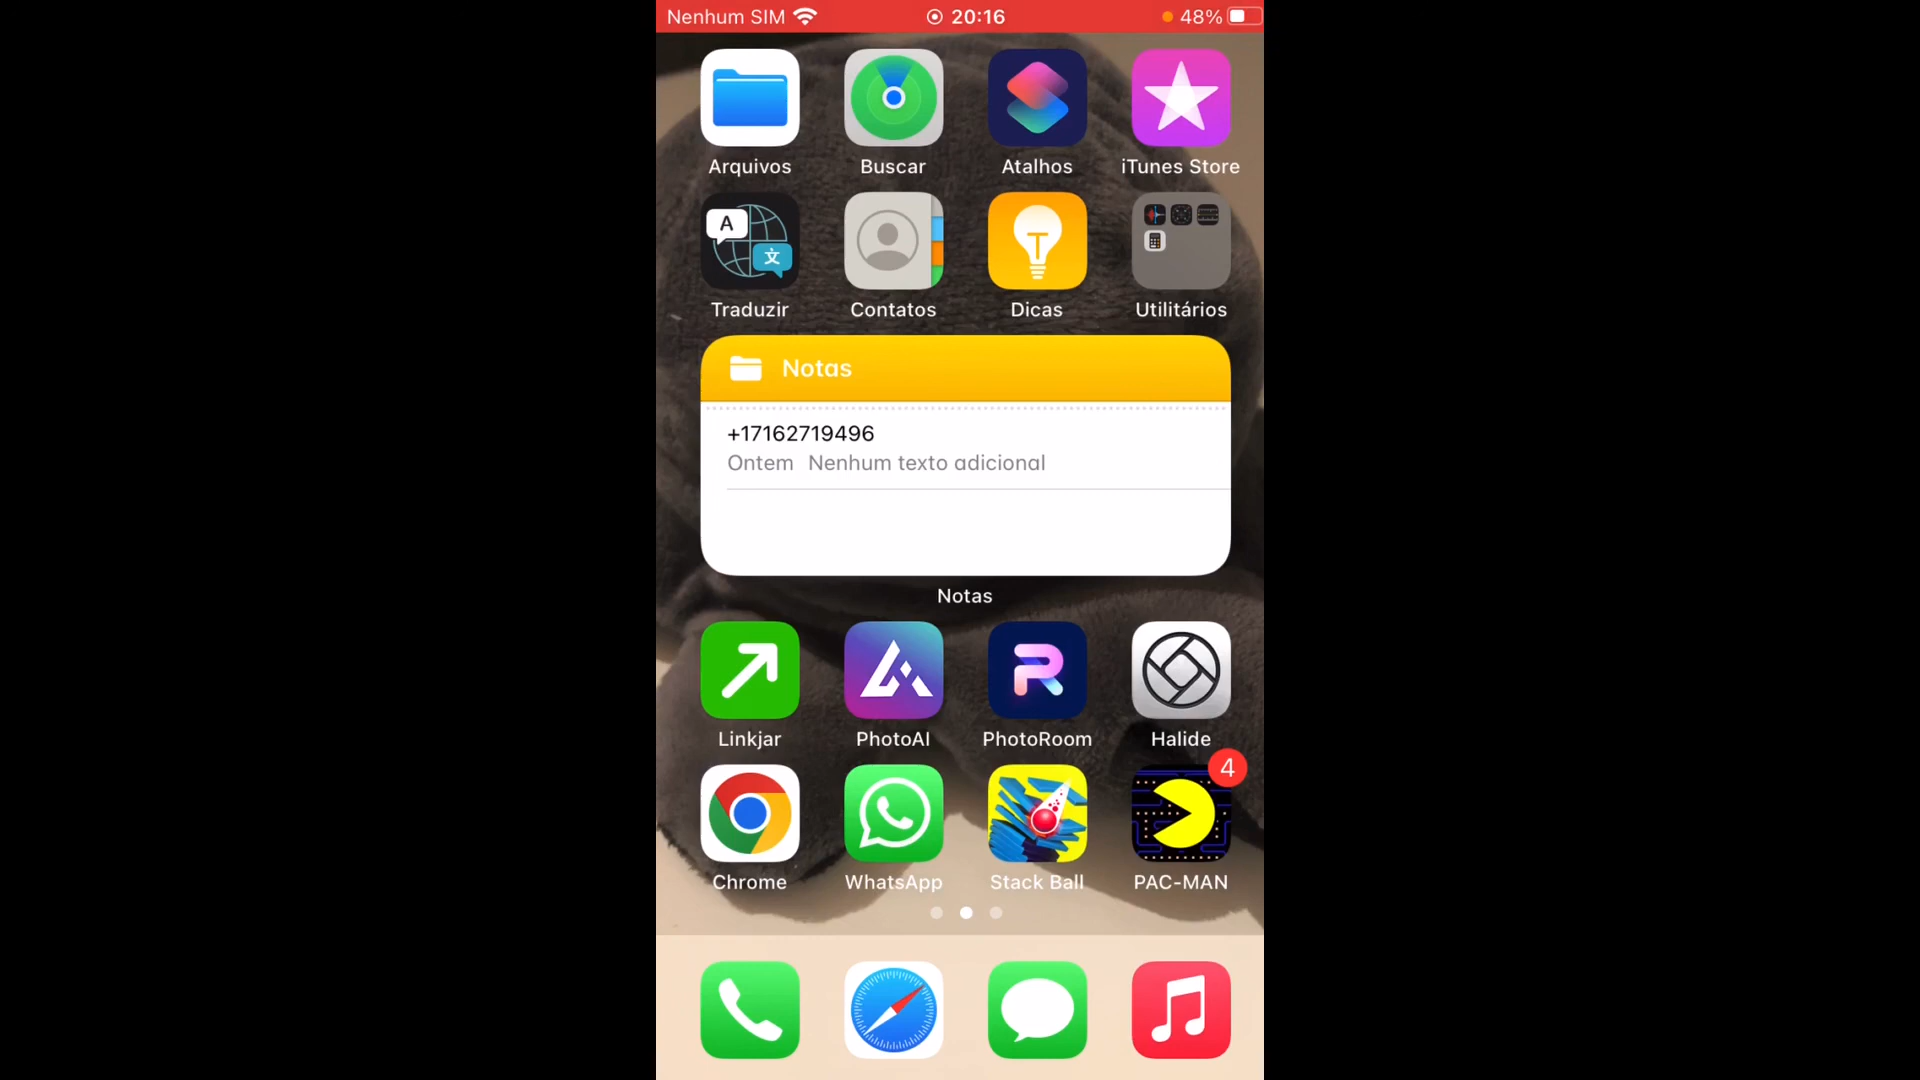 Nenhum SIM 20:16 48%
Arquivos Buscar Atalhos iTunes Store
A 文
Traduzir Contatos Dicas Utilitários
Notas
+17162719496
Ontem Nenhum texto adicional
Notas
Linkjar PhotoAI PhotoRoom Halide
4
Chrome WhatsApp Stack Ball PAC-MAN